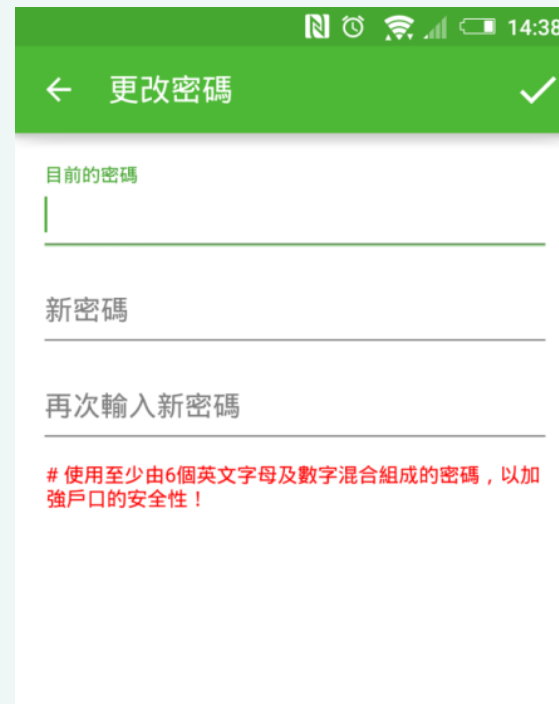 14:38
更改密碼
目前的密碼
新密碼
再次輸入新密碼
# 使用至少由6個英文字母及數字混合組成的密碼，以加
強戶口的安全性！